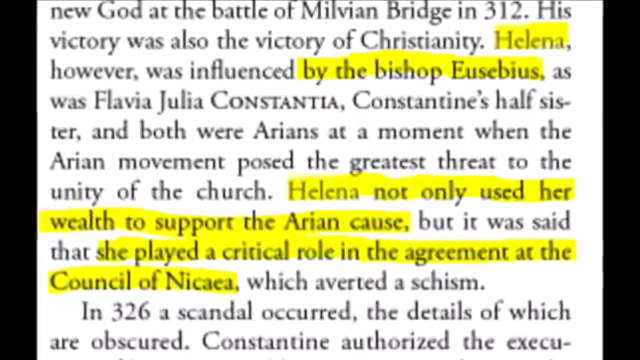 new God at the battle of Milvian Bridge in 312. His
victory was also the victory of Christianity. Helena,
however, was influenced by the bishop Eusebius, as
was Flavia Julia CONSTANTIA, Constantine's half sis-
ter, and both were Arians at a moment when the
Arian movement posed the greatest threat to the
unity of the church. Helena not only used her
wealth to support the Arian cause, but it was said
that she played a critical role in the agreement at the
Council of Nicaea, which averted a schism.
In 326 a scandal occurred, the details of which
are obscured. Constantine authorized the execu-